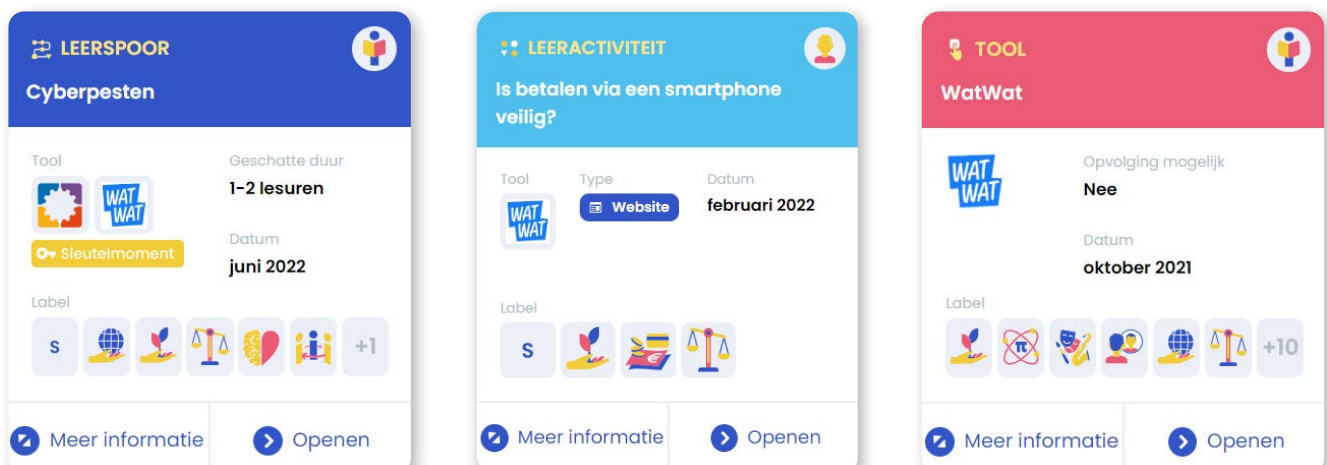 LEERSPOOR
Cyberpesten
Tool
Geschatte duur
WAT
WAT
1-2 lesuren
Sleutelmoment
Datum
juni 2022
Label
S
+1
Meer informatie
Openen
LEERACTIVITEIT
Is betalen via een smartphone
veilig?
Tool
Type
Datum
WAT
WAT
Website
februari 2022
Label
S
€
Meer informatie
Openen
TOOL
WatWat
WAT
WAT
Opvolging mogelijk
Nee
Datum
oktober 2021
Label
π
+10
Meer informatie
Openen